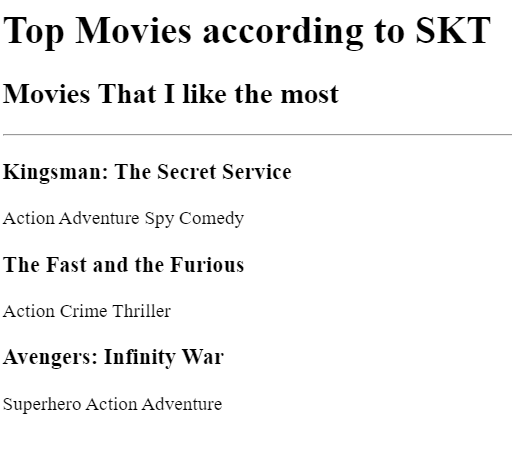 Top Movies according to SKT
Movies That I like the most
Kingsman: The Secret Service
Action Adventure Spy Comedy
The Fast and the Furious
Action Crime Thriller
Avengers: Infinity War
Superhero Action Adventure